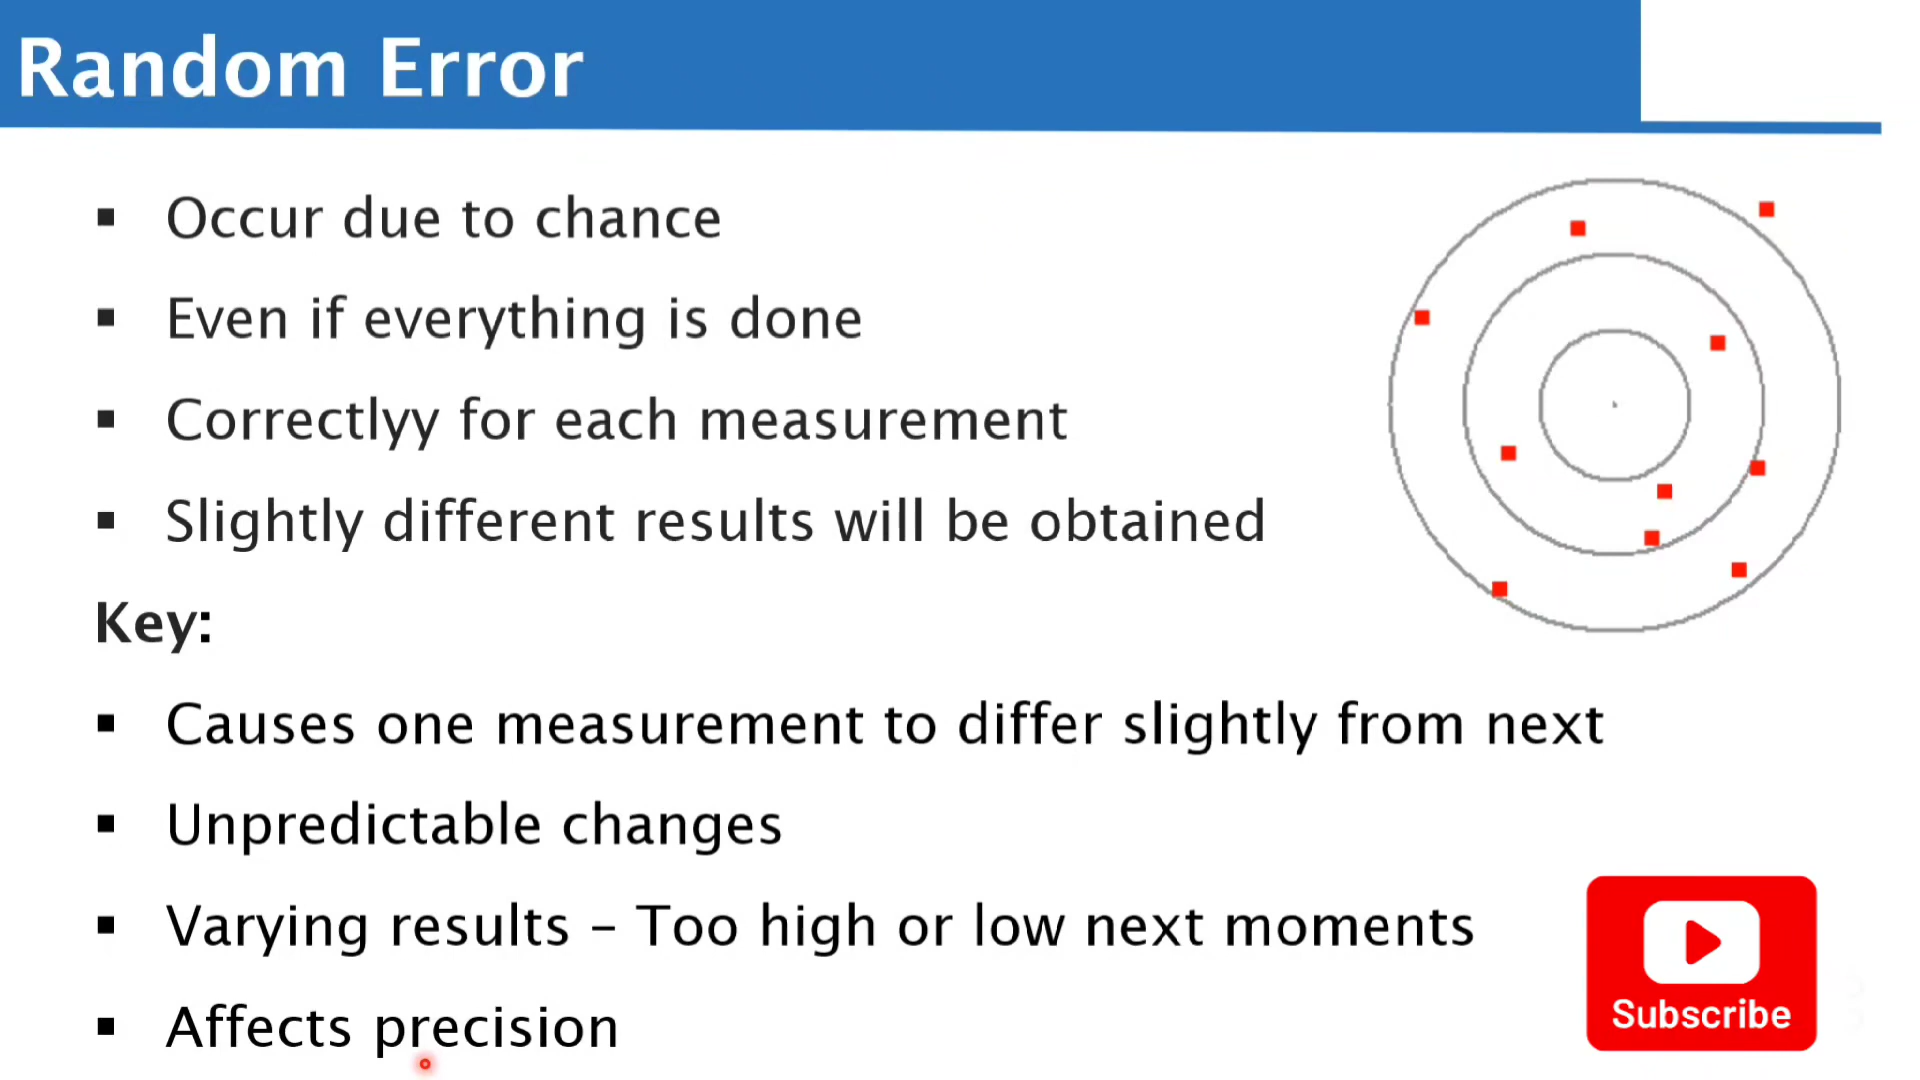 Random Error
▪ Occur due to chance
▪ Even if everything is done
▪ Correctlyy for each measurement
▪ Slightly different results will be obtained
Key:
▪ Causes one measurement to differ slightly from next
▪ Unpredictable changes
▪ Varying results – Too high or low next moments
▪ Affects precision
Subscribe